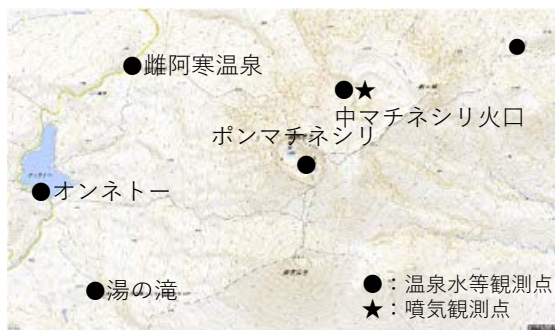 雌阿寒温泉
中マチネシリ火口
ポンマチネシリ
オンネトー
湯の滝
●：温泉水等観測点
★：噴気観測点